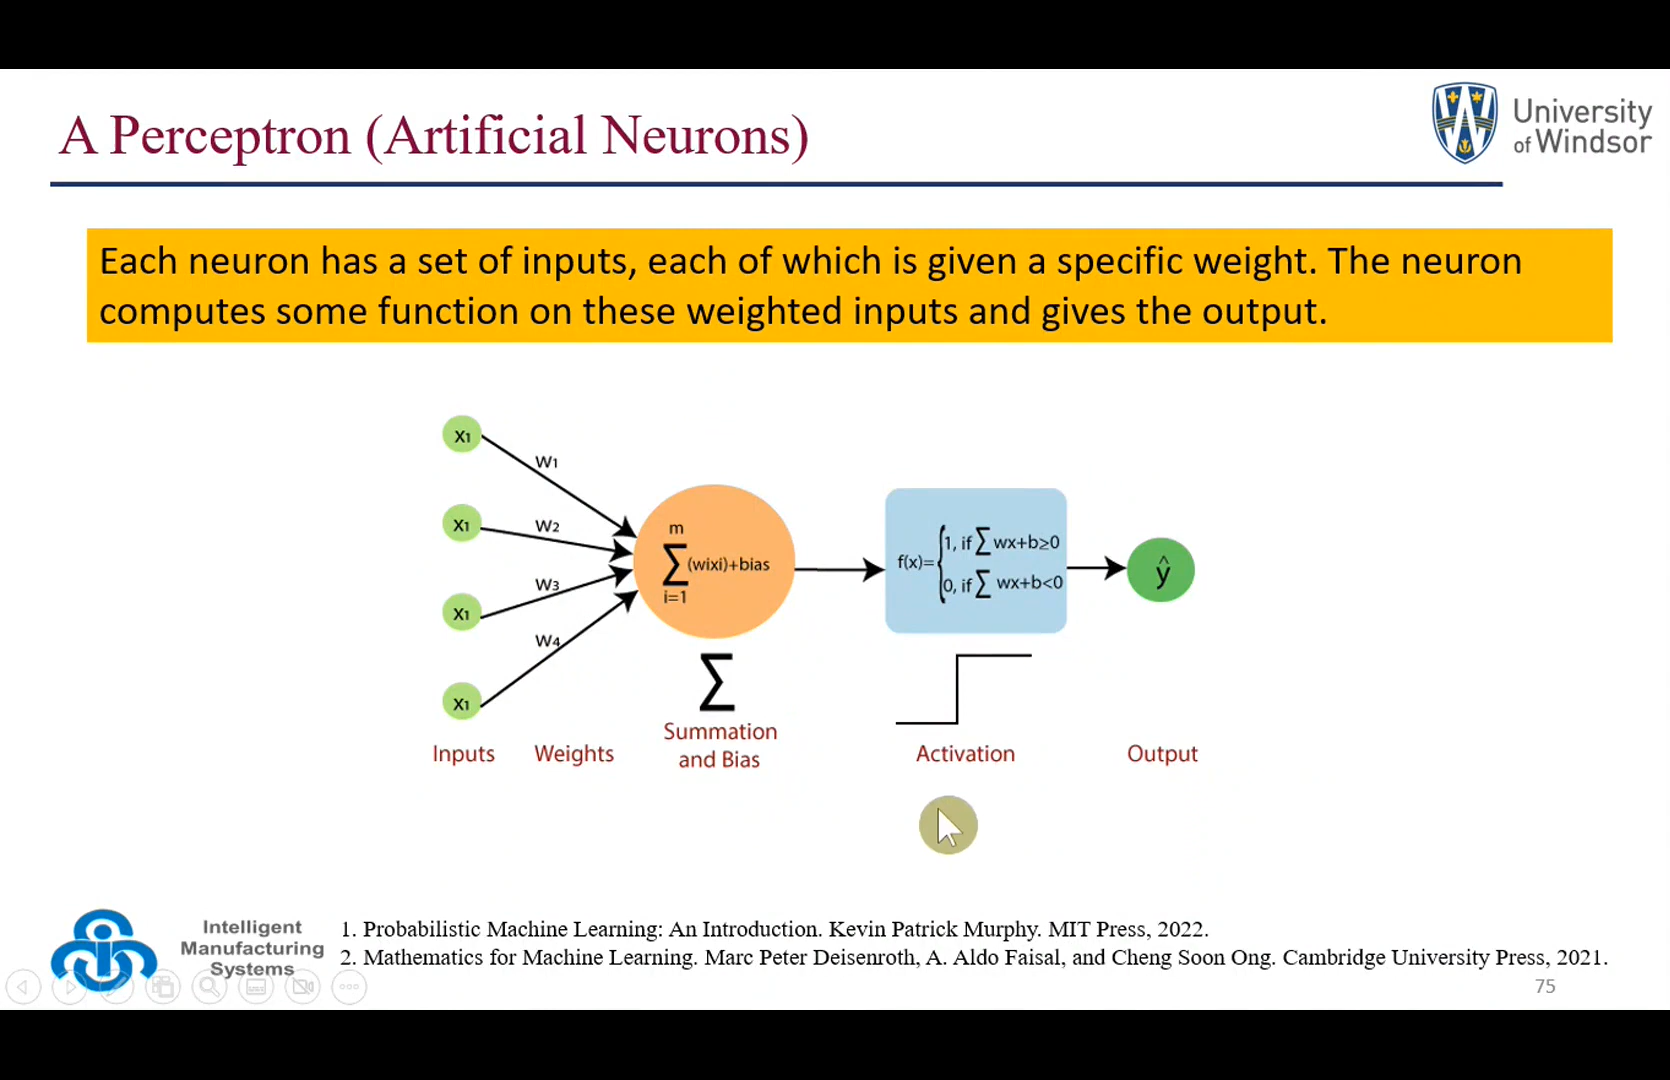 A Perceptron (Artificial Neurons)
University
of Windsor
Each neuron has a set of inputs, each of which is given a specific weight. The neuron
computes some function on these weighted inputs and gives the output.
x1
x1
x1
x1
W1
W2
W3
W4
m
∑(wixi)+bias
i=1
f(x)={1, if ∑ wx+b≥0
0, if ∑ wx+b<0
ŷ
∑
Inputs
Weights
Summation
and Bias
Activation
Output
Intelligent
Manufacturing
Systems
1. Probabilistic Machine Learning: An Introduction. Kevin Patrick Murphy. MIT Press, 2022.
2. Mathematics for Machine Learning. Marc Peter Deisenroth, A. Aldo Faisal, and Cheng Soon Ong. Cambridge University Press, 2021.
75